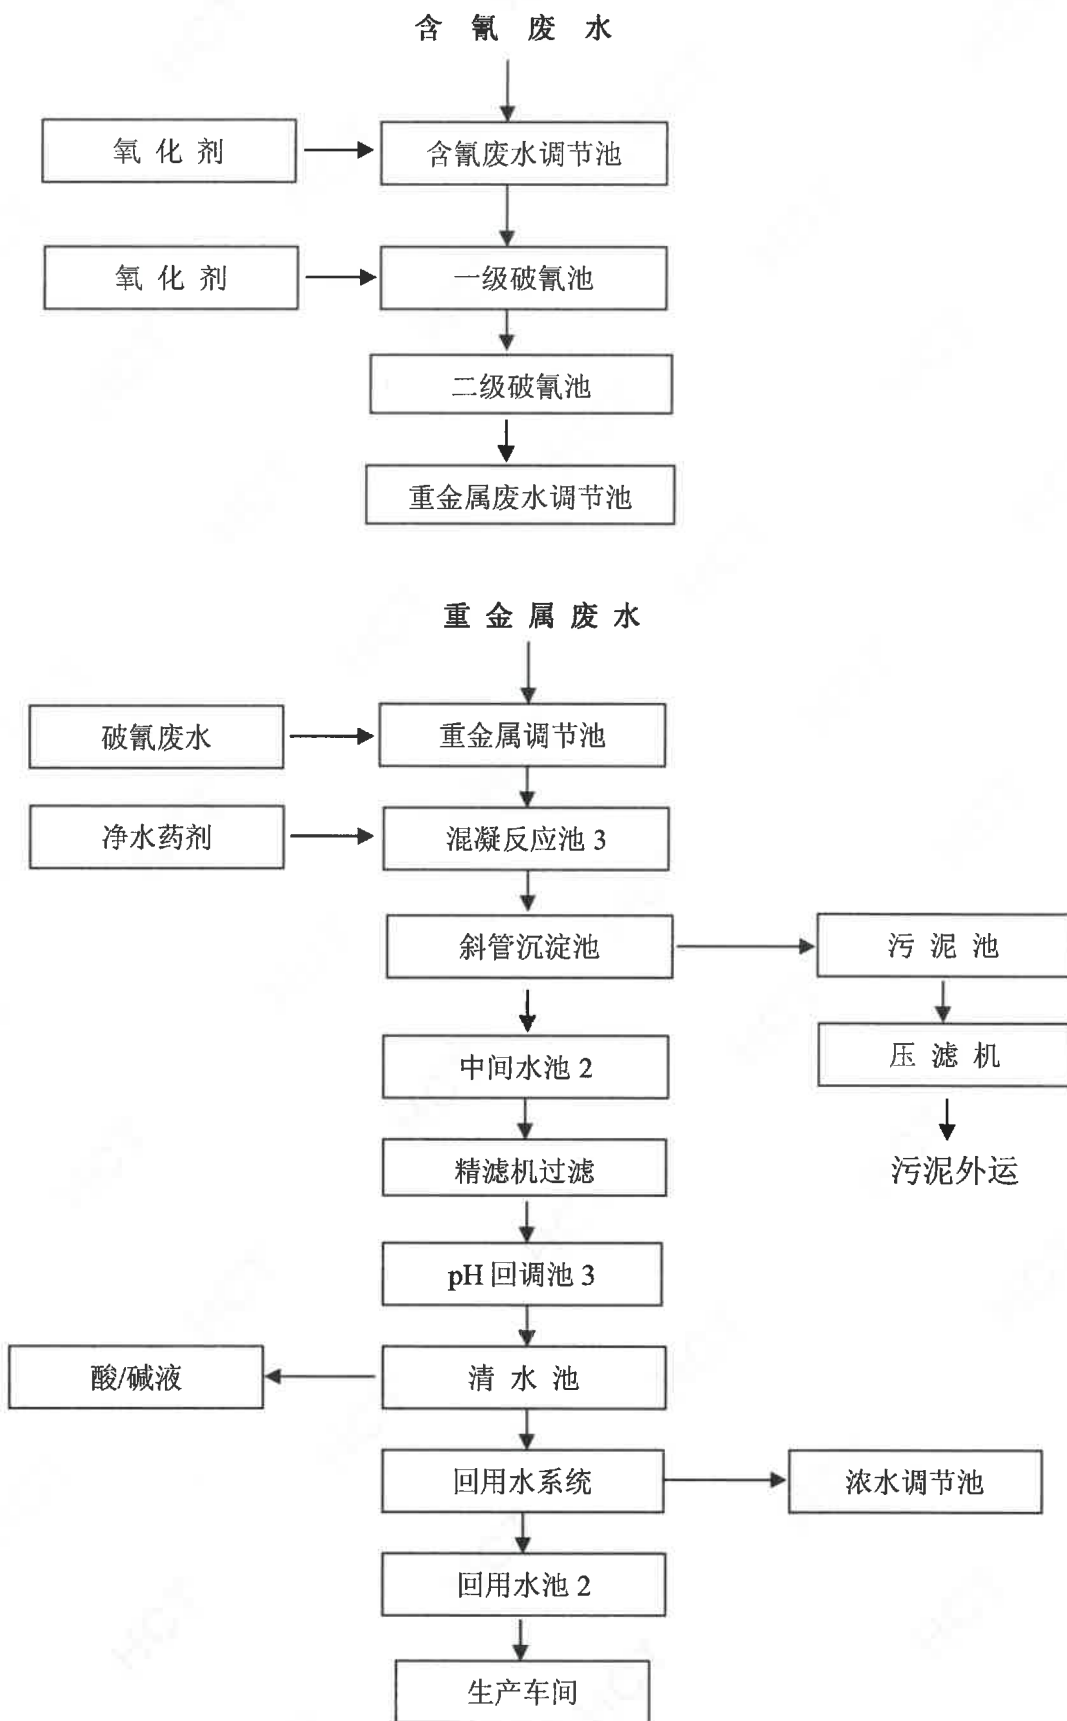 含 氰 废 水
氧 化 剂
含氰废水调节池
氧 化 剂
一级破氰池
二级破氰池
重金属废水调节池
重 金 属 废 水
破氰废水
重金属调节池
净水药剂
混凝反应池 3
斜管沉淀池
污 泥 池
中间水池 2
压 滤 机
精滤机过滤
污泥外运
pH 回调池 3
酸/碱液
清 水 池
回用水系统
浓水调节池
回用水池 2
生产车间
HCT